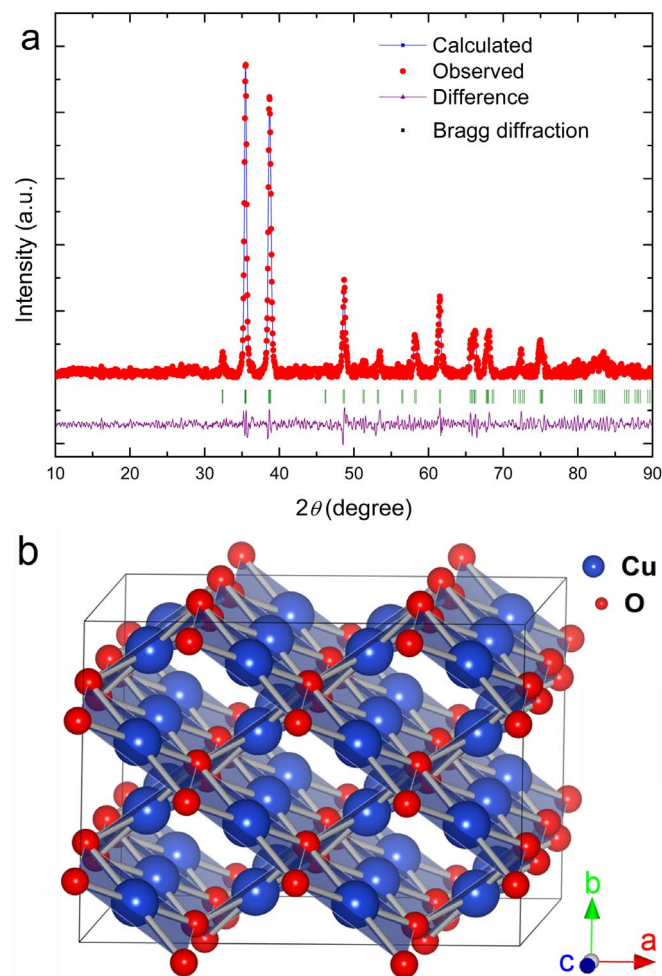 a
Calculated
Observed
Difference
Bragg diffraction
Intensity (a.u.)
10 20 30 40 50 60 70 80 90
2θ (degree)
b
Cu
O
b
a
c